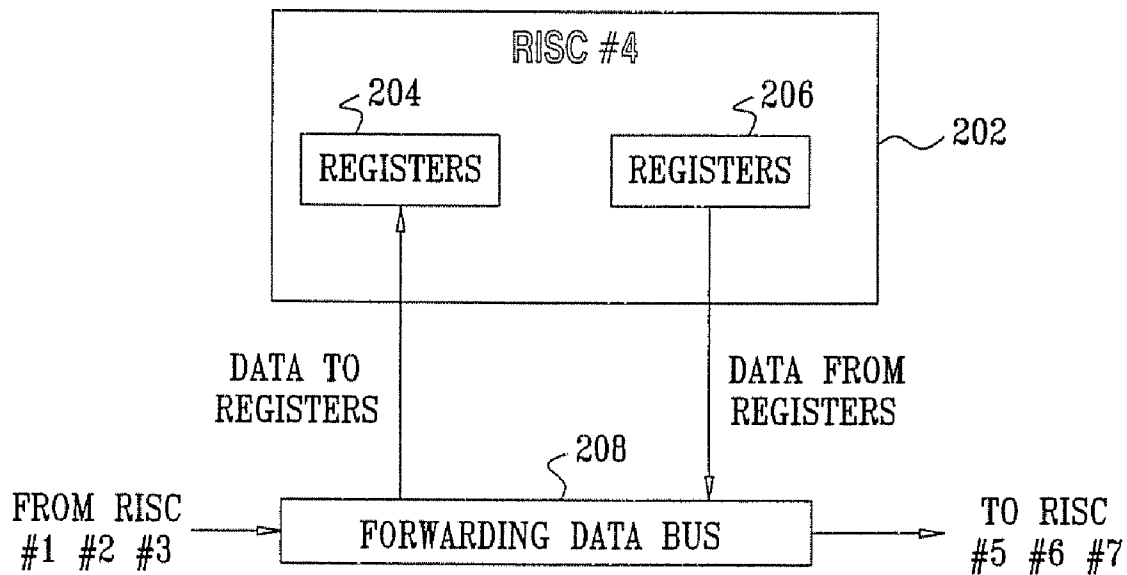 RISC #4
204
206
202
REGISTERS
REGISTERS
DATA TO
REGISTERS
DATA FROM
REGISTERS
208
FROM RISC
#1 #2 #3
FORWARDING DATA BUS
TO RISC
#5 #6 #7